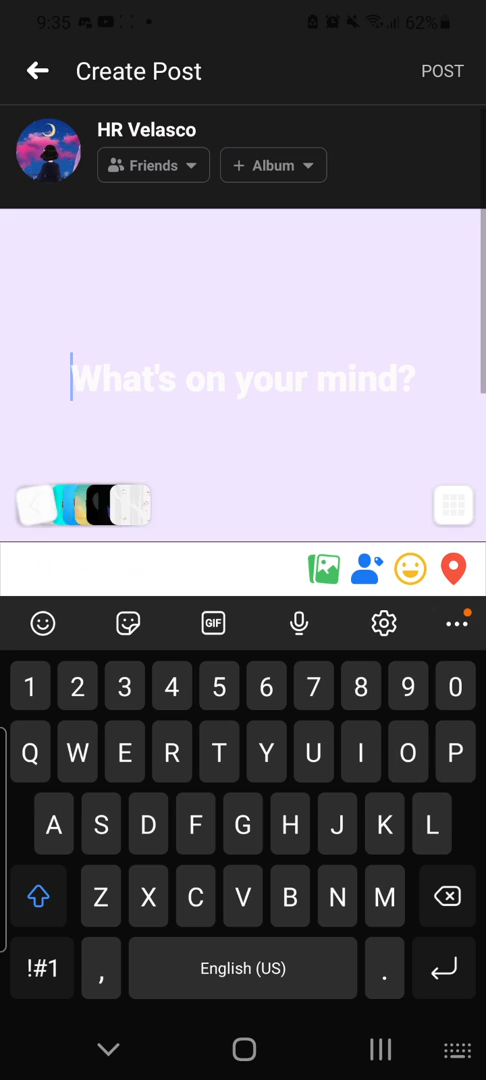 9:35 62%
Create Post POST
HR Velasco
Friends + Album
What's on your mind?
GIF
1 2 3 4 5 6 7 8 9 0
Q W E R T Y U I O P
A S D F G H J K L
Z X C V B N M
!#1 , English (US) .